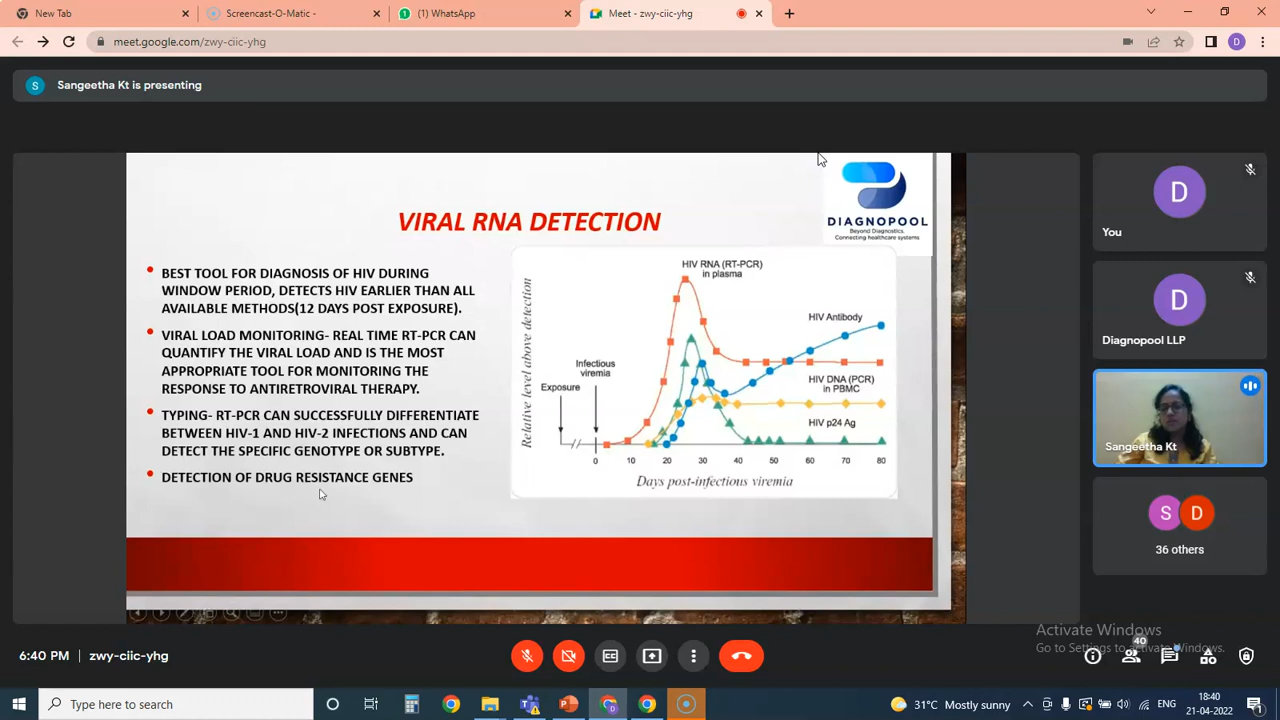 New Tab
Screencast-O-Matic
(1) WhatsApp
Meet - zwy-ciic-yhg
meet.google.com/zwy-ciic-yhg
D
S
Sangeetha Kt is presenting
DIAGNOPOOL
Beyond Diagnostics.
Connecting healthcare systems
VIRAL RNA DETECTION
BEST TOOL FOR DIAGNOSIS OF HIV DURING
WINDOW PERIOD, DETECTS HIV EARLIER THAN ALL
AVAILABLE METHODS(12 DAYS POST EXPOSURE).
VIRAL LOAD MONITORING- REAL TIME RT-PCR CAN
QUANTIFY THE VIRAL LOAD AND IS THE MOST
APPROPRIATE TOOL FOR MONITORING THE
RESPONSE TO ANTIRETROVIRAL THERAPY.
TYPING- RT-PCR CAN SUCCESSFULLY DIFFERENTIATE
BETWEEN HIV-1 AND HIV-2 INFECTIONS AND CAN
DETECT THE SPECIFIC GENOTYPE OR SUBTYPE.
DETECTION OF DRUG RESISTANCE GENES
Relative level above detection
HIV RNA (RT-PCR)
in plasma
HIV Antibody
Infectious
viremia
Exposure
HIV DNA (PCR)
in PBMC
HIV p24 Ag
0 10 20 30 40 50 60 70 80
Days post-infectious viremia
D
You
D
Diagnopool LLP
Sangeetha Kt
S D
36 others
Activate Windows
Go to Settings to activate Windows.
6:40 PM | zwy-ciic-yhg
40
Type here to search
31°C Mostly sunny
ENG
18:40
21-04-2022